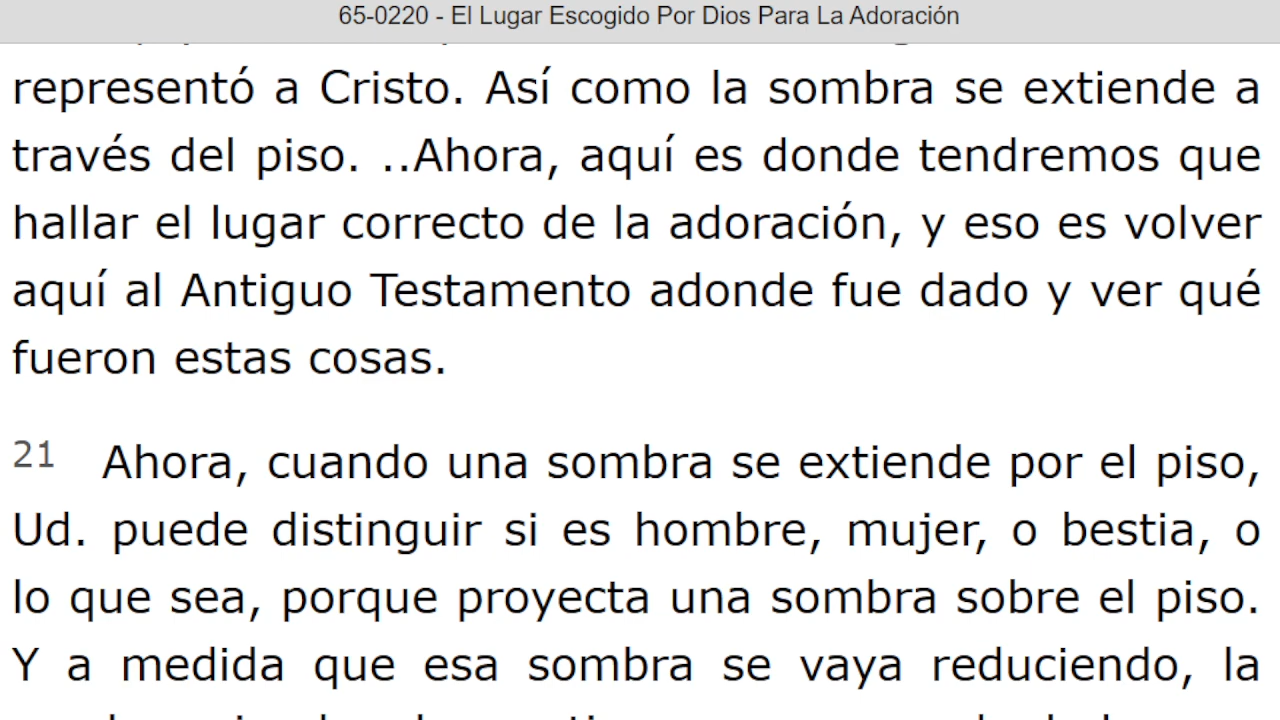 65-0220 - El Lugar Escogido Por Dios Para La Adoración
representó a Cristo. Así como la sombra se extiende a
través del piso. ..Ahora, aquí es donde tendremos que
hallar el lugar correcto de la adoración, y eso es volver
aquí al Antiguo Testamento adonde fue dado y ver qué
fueron estas cosas.
21 Ahora, cuando una sombra se extiende por el piso,
Ud. puede distinguir si es hombre, mujer, o bestia, o
lo que sea, porque proyecta una sombra sobre el piso.
Y a medida que esa sombra se vaya reduciendo, la